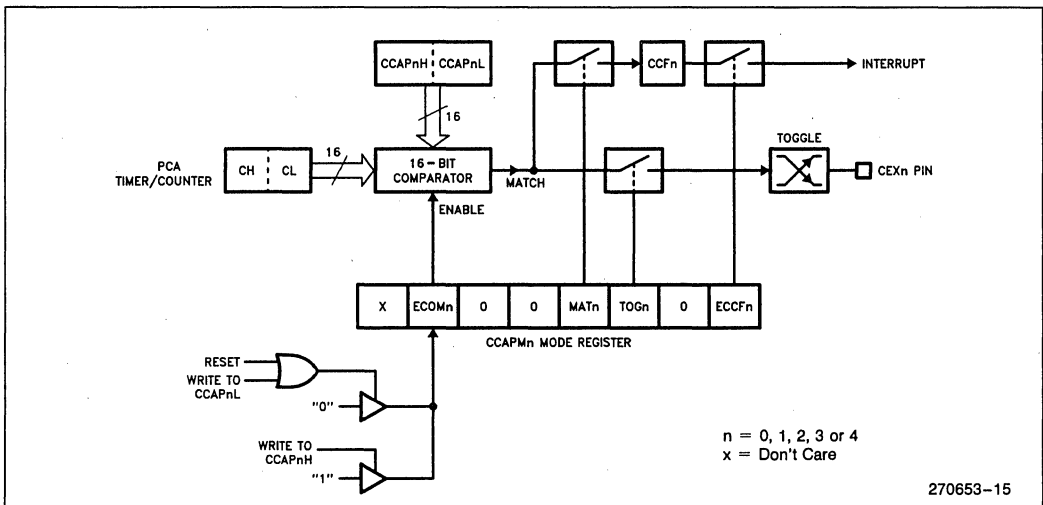 CCAPnH CCAPnL
16
CCFn
INTERRUPT
PCA
TIMER/COUNTER
CH CL
16
16-BIT
COMPARATOR
MATCH
ENABLE
TOGGLE
CEXn PIN
X ECOMn 0 0 MATn TOGn 0 ECCFn
CCAPMn MODE REGISTER
RESET
WRITE TO
CCAPnL
"0"
WRITE TO
CCAPnH
"1"
n = 0, 1, 2, 3 or 4
x = Don't Care
270653-15